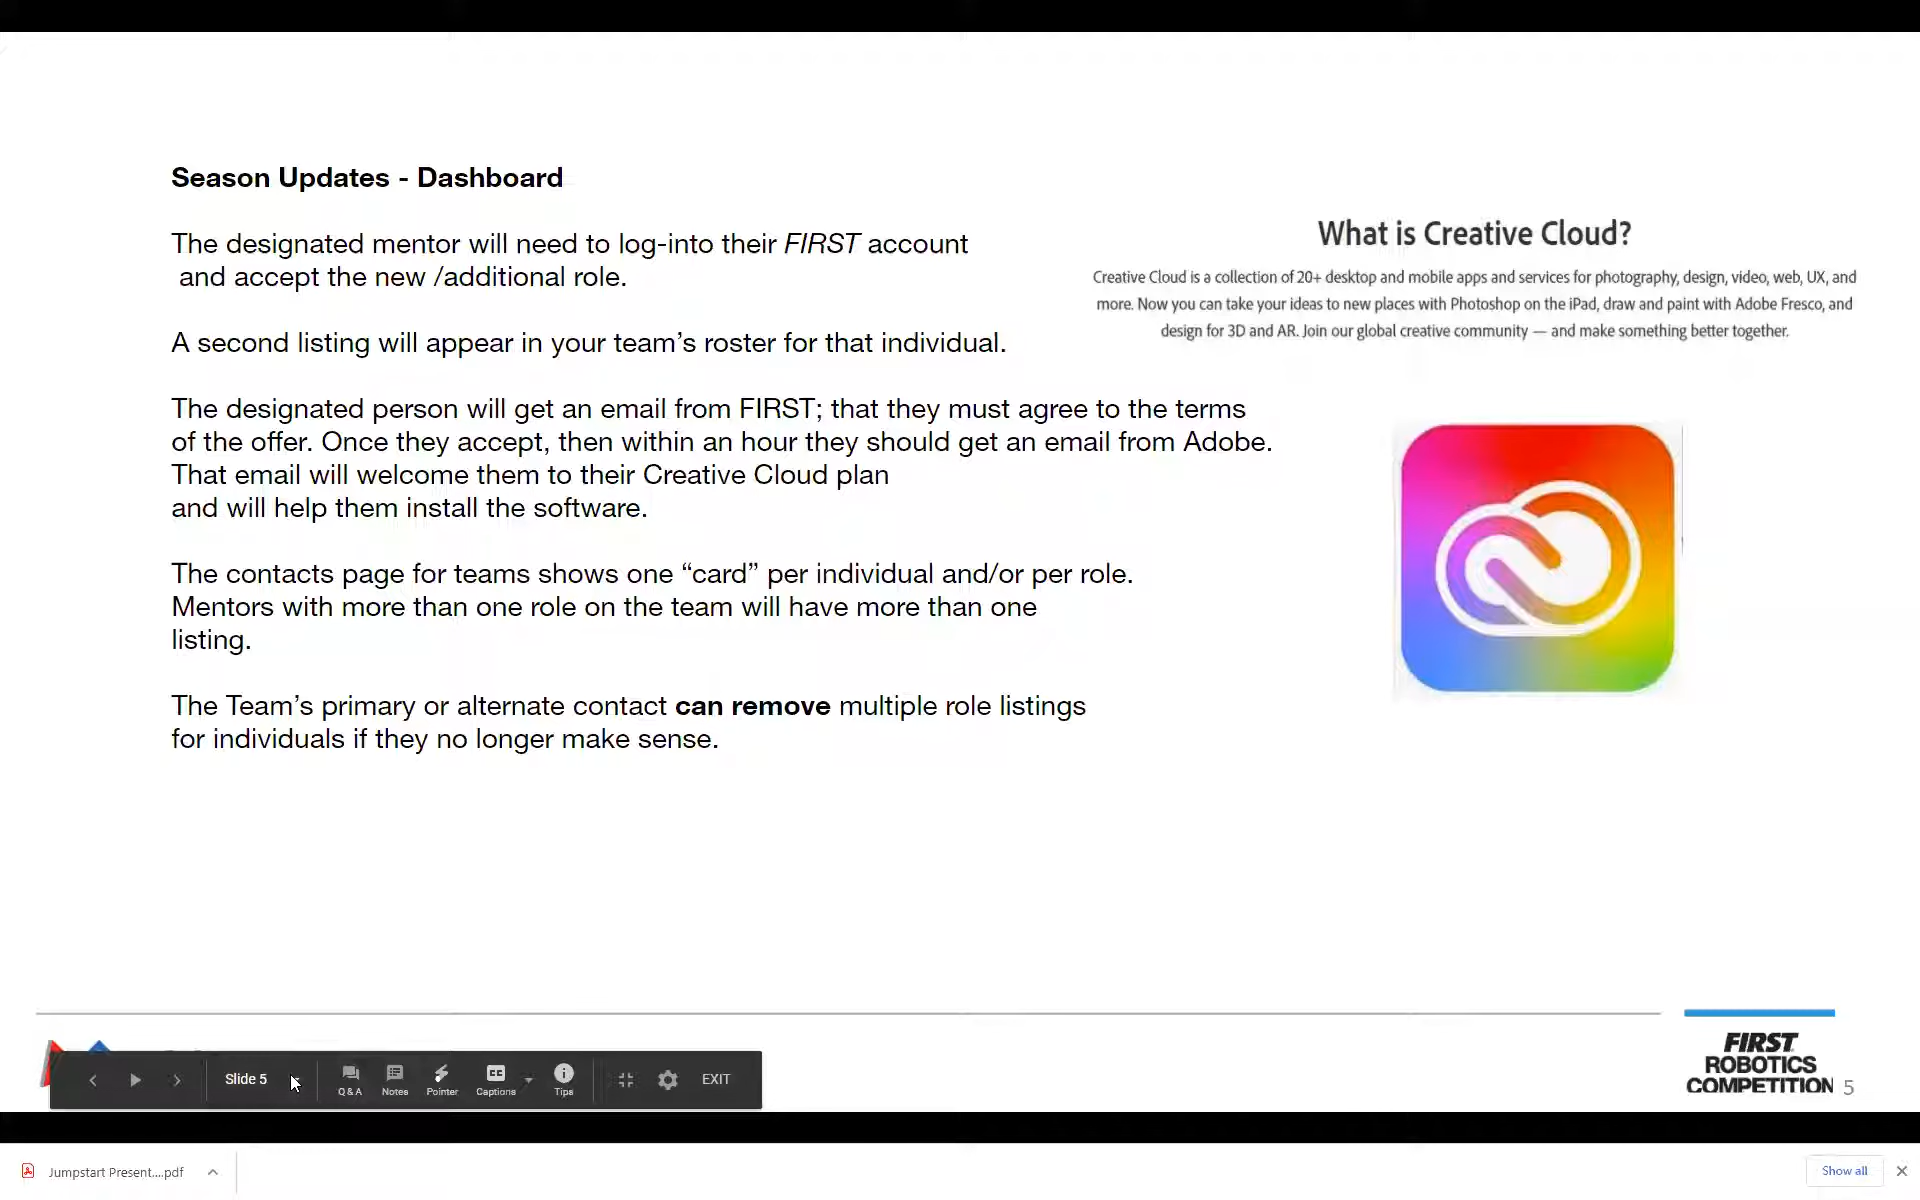 Season Updates - Dashboard
The designated mentor will need to log-into their FIRST account
and accept the new /additional role.
A second listing will appear in your team’s roster for that individual.
The designated person will get an email from FIRST; that they must agree to the terms
of the offer. Once they accept, then within an hour they should get an email from Adobe.
That email will welcome them to their Creative Cloud plan
and will help them install the software.
The contacts page for teams shows one “card” per individual and/or per role.
Mentors with more than one role on the team will have more than one
listing.
The Team’s primary or alternate contact can remove multiple role listings
for individuals if they no longer make sense.
What is Creative Cloud?
Creative Cloud is a collection of 20+ desktop and mobile apps and services for photography, design, video, web, UX, and
more. Now you can take your ideas to new places with Photoshop on the iPad, draw and paint with Adobe Fresco, and
design for 3D and AR. Join our global creative community — and make something better together.
FIRST
ROBOTICS
COMPETITION
5
Slide 5
Q & A
Notes
Pointer
CC
Captions
Tips
EXIT
Jumpstart Present....pdf
Show all